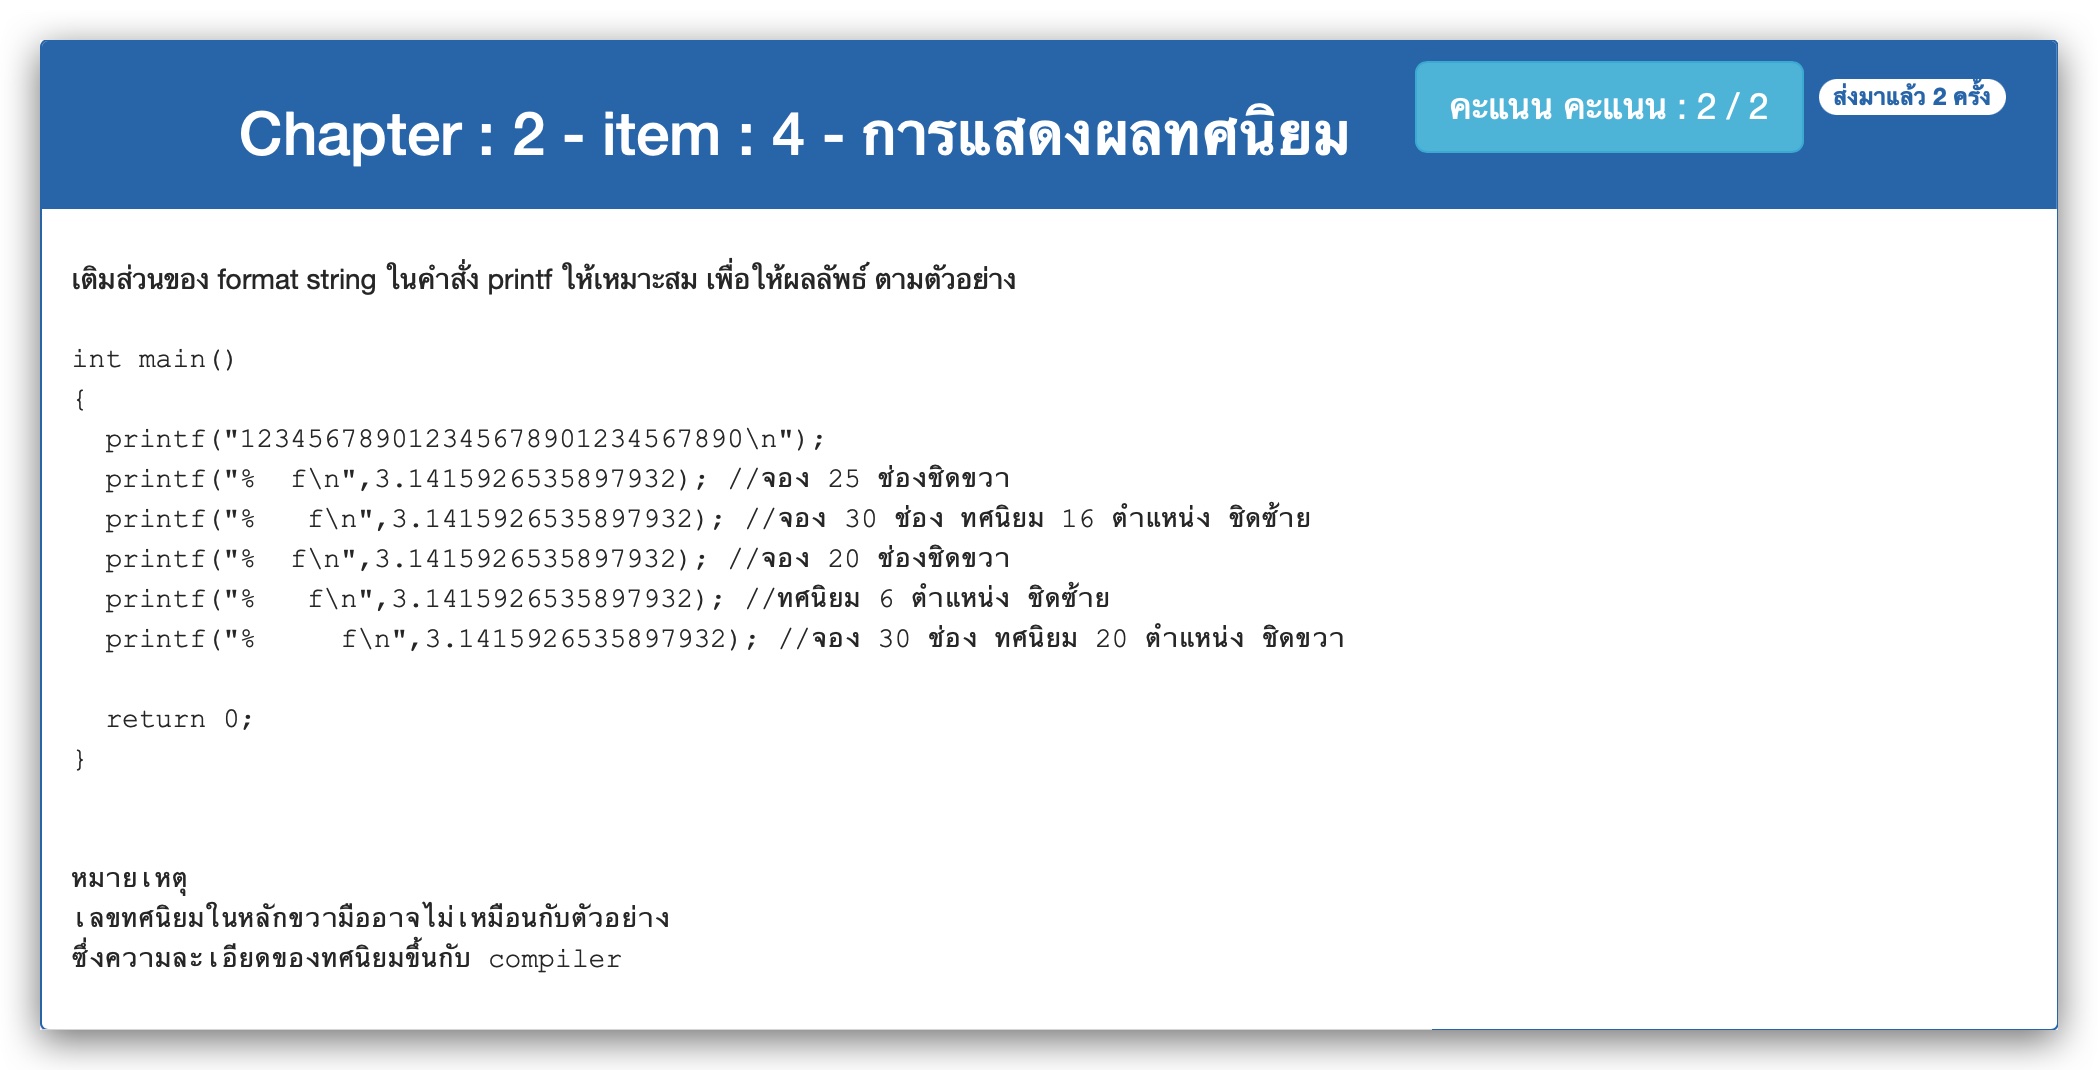 Chapter : 2 - item : 4 - การแสดงผลทศนิยม
คะแนน คะแนน : 2 / 2
ส่งมาแล้ว 2 ครั้ง
เติมส่วนของ format string ในคำสั่ง printf ให้เหมาะสม เพื่อให้ผลลัพธ์ ตามตัวอย่าง
int main()
{
  printf("123456789012345678901234567890\n");
  printf("%  f\n",3.1415926535897932); //จอง 25 ช่องชิดขวา
  printf("%   f\n",3.1415926535897932); //จอง 30 ช่อง ทศนิยม 16 ตำแหน่ง ชิดซ้าย
  printf("%  f\n",3.1415926535897932); //จอง 20 ช่องชิดขวา
  printf("%   f\n",3.1415926535897932); //ทศนิยม 6 ตำแหน่ง ชิดซ้าย
  printf("%     f\n",3.1415926535897932); //จอง 30 ช่อง ทศนิยม 20 ตำแหน่ง ชิดขวา
  return 0;
}
หมายเหตุ
เลขทศนิยมในหลักขวามืออาจไม่เหมือนกับตัวอย่าง
ซึ่งความละเอียดของทศนิยมขึ้นกับ compiler